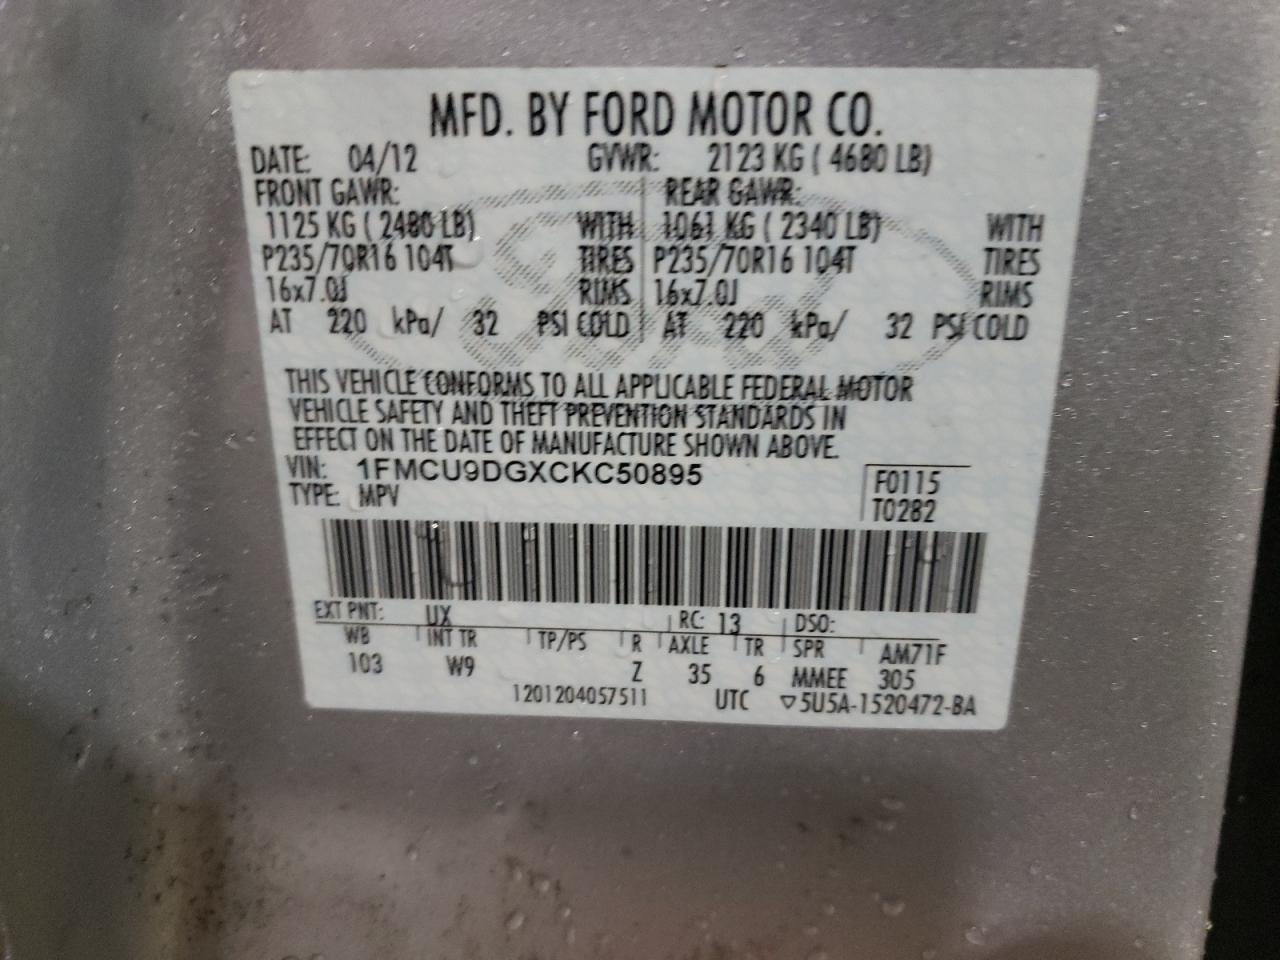 MFD. BY FORD MOTOR CO.
DATE: 04/12 GVWR: 2123 KG ( 4680 LB)
FRONT GAWR: REAR GAWR:
1125 KG ( 2480 LB) WITH 1061 KG ( 2340 LB) WITH
P235/70R16 104T TIRES P235/70R16 104T TIRES
16x7.0J RIMS 16x7.0J RIMS
AT 220 kPa/ 32 PSI COLD AT 220 kPa/ 32 PSI COLD
THIS VEHICLE CONFORMS TO ALL APPLICABLE FEDERAL MOTOR
VEHICLE SAFETY AND THEFT PREVENTION STANDARDS IN
EFFECT ON THE DATE OF MANUFACTURE SHOWN ABOVE.
VIN: 1FMCU9DGXCKC50895 F0115
TYPE: MPV T0282
EXT PNT: UX RC: 13 DSO:
WB INT TR TP/PS R AXLE TR SPR AM71F
103 W9 Z 35 6 MMEE 305
1201204057511 UTC ▽5U5A-1520472-BA